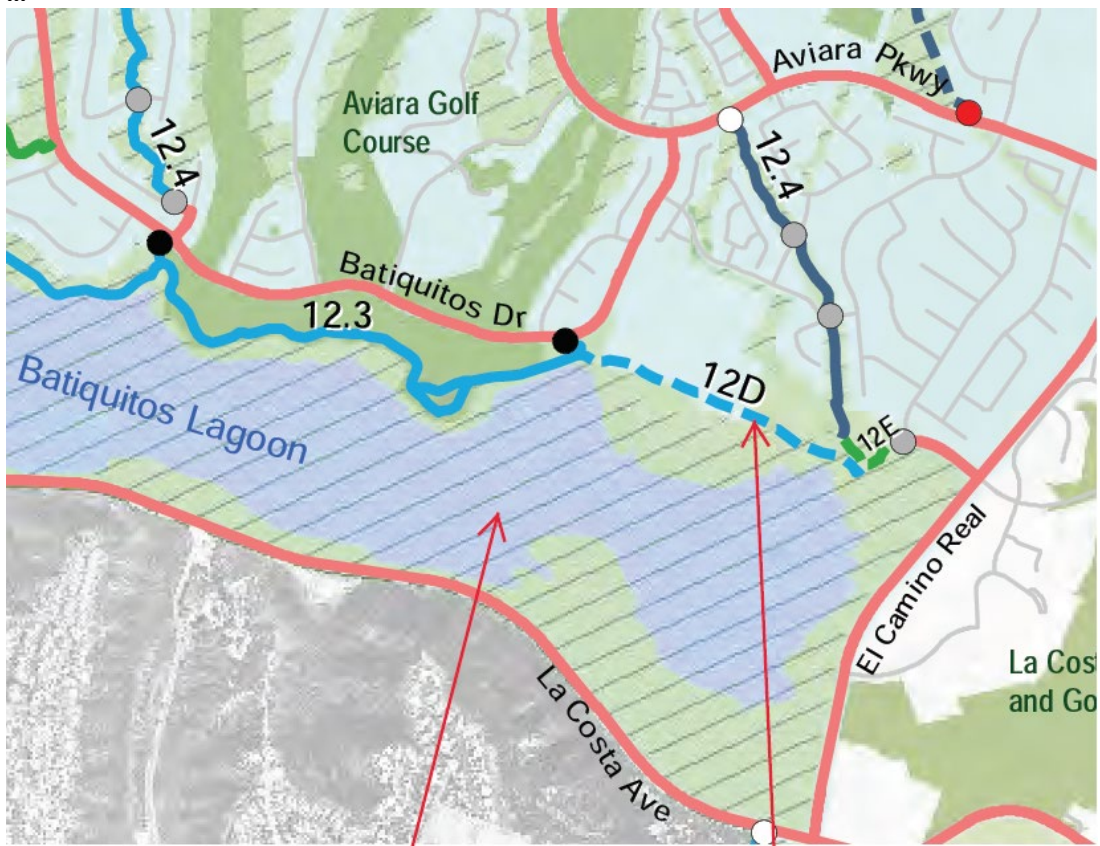 ...
Aviara Pkwy
Aviara Golf
Course
12.4
12.4
Batiquitos Dr
12.3
12D
Batiquitos Lagoon
12E
El Camino Real
La Cos
and Go
La Costa Ave